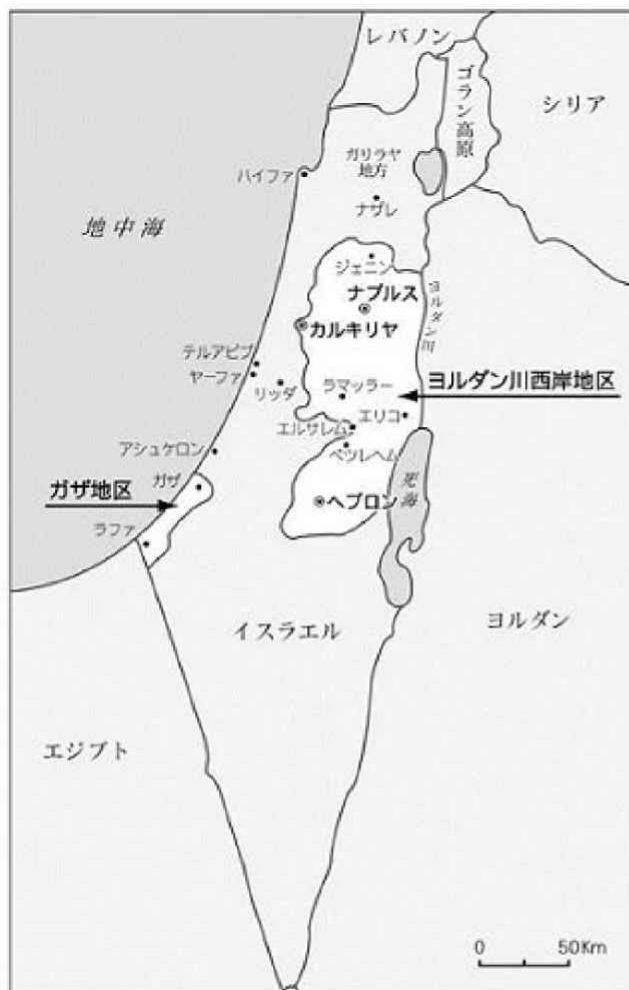 レバノン
ゴラン高原
シリア
ガリラヤ
地方
ハイファ
ナザレ
地中海
ジェニン
ナブルス
カルキリヤ
ヨルダン川
テルアビブ
ヤーファ
リッダ
ラマッラー
ヨルダン川西岸地区
エリコ
エルサレム
ベツレヘム
アシュケロン
ガザ
ガザ地区
ヘブロン
死海
ラファ
イスラエル
ヨルダン
エジプト
0 50Km